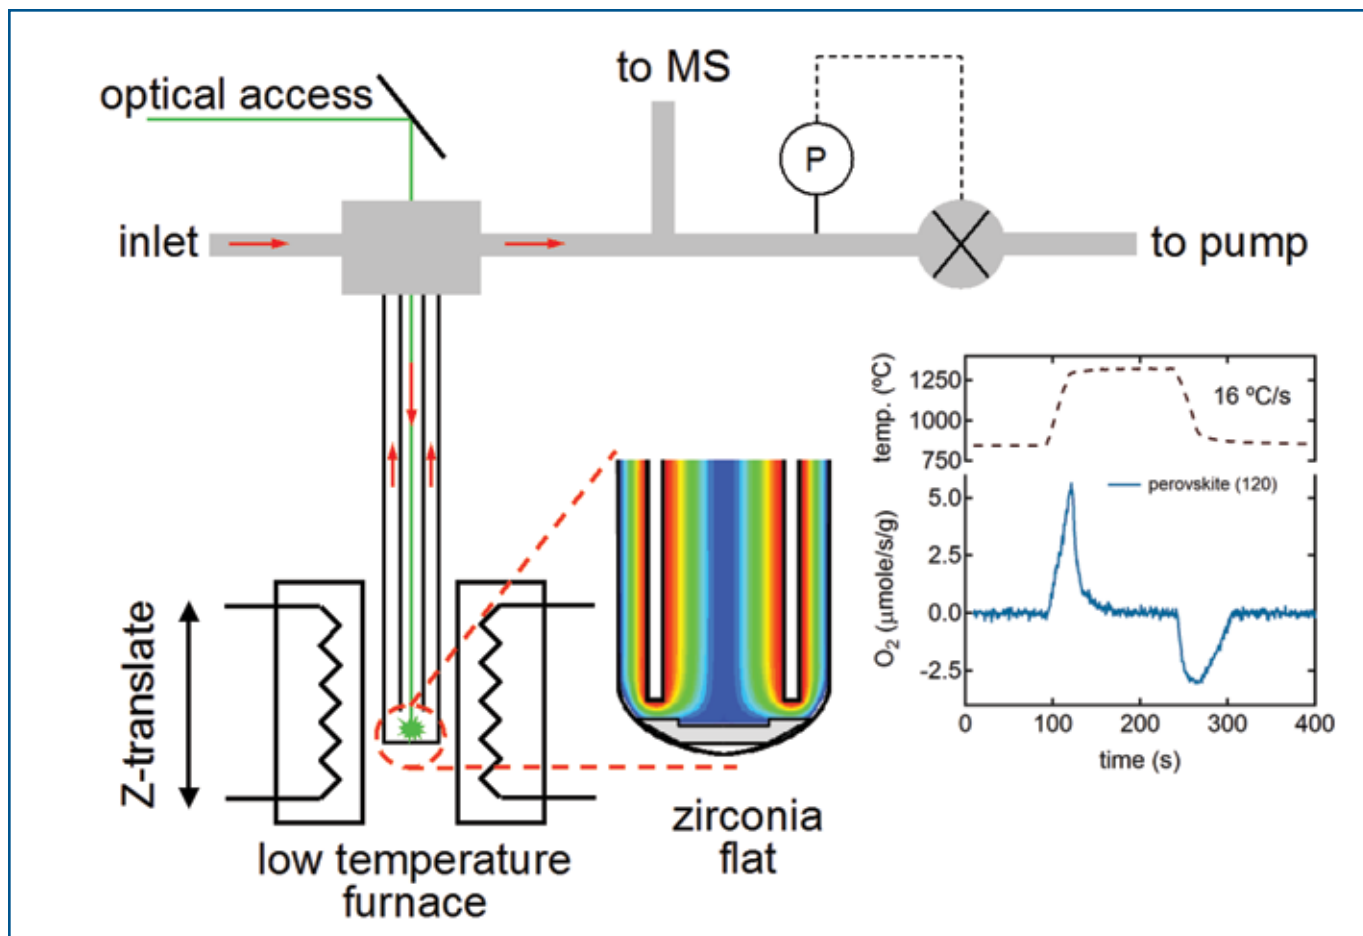 to MS
optical access
P
inlet
to pump
Z-translate
low temperature
furnace
zirconia
flat
temp. (ºC)
1250
1000
750
16 ºC/s
O2 (μmole/s/g)
5.0
2.5
0.0
-2.5
perovskite (120)
0
100
200
300
400
time (s)